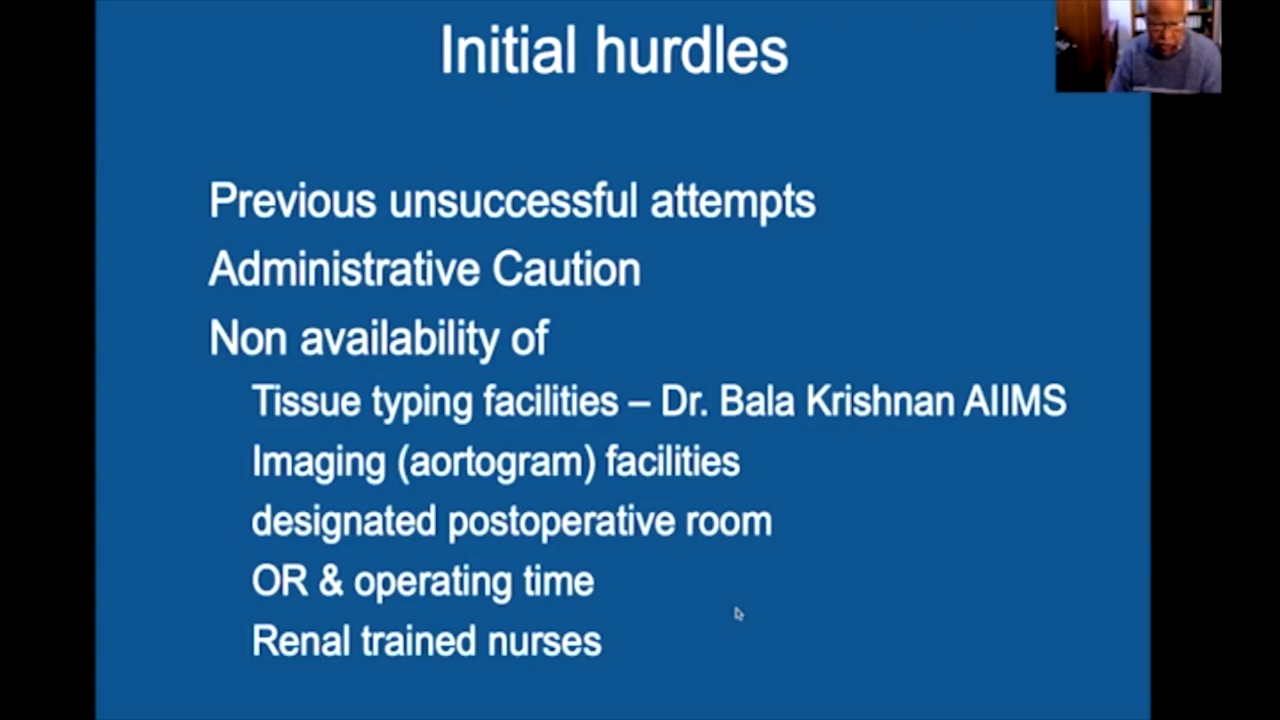 Initial hurdles
Previous unsuccessful attempts
Administrative Caution
Non availability of
Tissue typing facilities – Dr. Bala Krishnan AIIMS
Imaging (aortogram) facilities
designated postoperative room
OR & operating time
Renal trained nurses